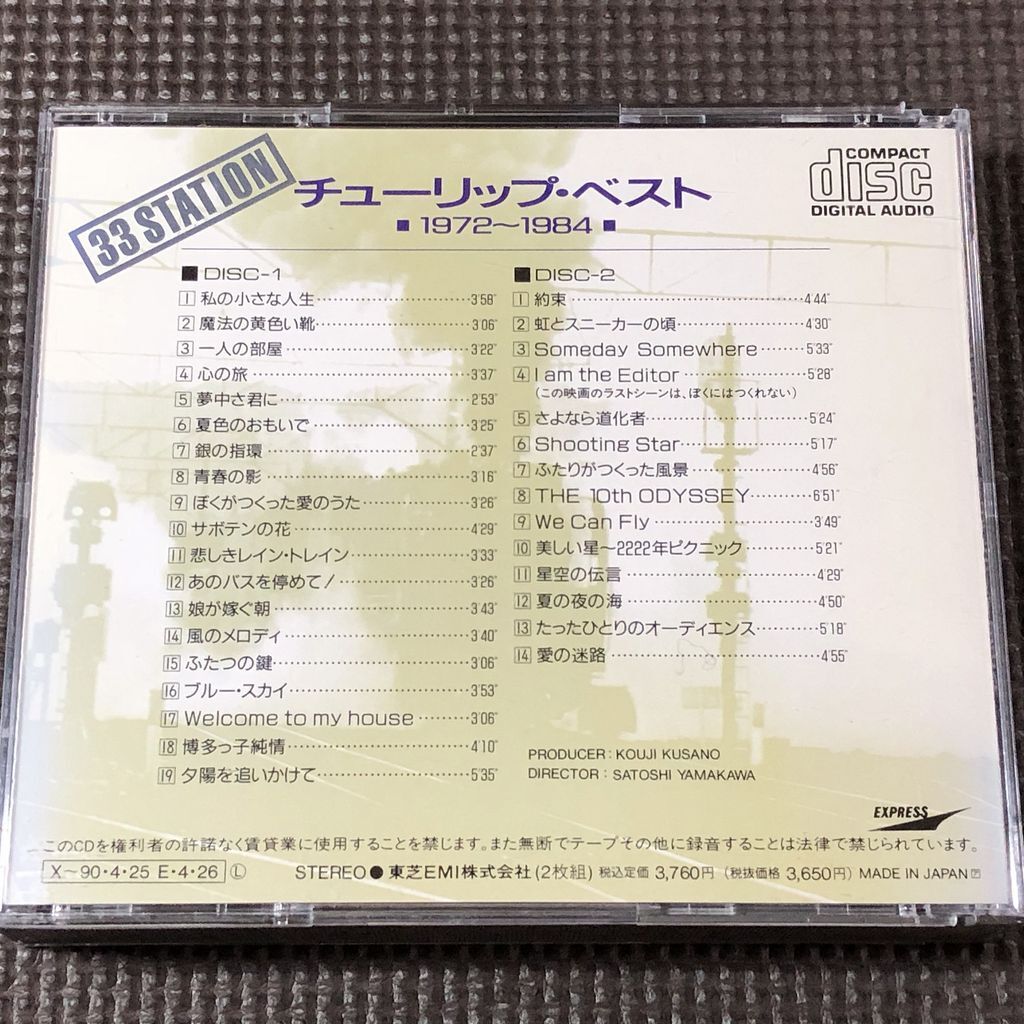 33 STATION
チューリップ・ベスト
■ 1972〜1984 ■
COMPACT
disc
DIGITAL AUDIO
■ DISC-1
1 私の小さな人生 3'58"
2 魔法の黄色い靴 3'06"
3 一人の部屋 3'22"
4 心の旅 3'37"
5 夢中さ君に 2'53"
6 夏色のおもいで 3'25"
7 銀の指環 2'37"
8 青春の影 3'16"
9 ぼくがつくった愛のうた 3'26"
10 サボテンの花 4'29"
11 悲しきレイン・トレイン 3'33"
12 あのバスを停めて! 3'26"
13 娘が嫁ぐ朝 3'43"
14 風のメロディ 3'40"
15 ふたつの鍵 3'06"
16 ブルー・スカイ 3'53"
17 Welcome to my house 3'06"
18 博多っ子純情 4'10"
19 夕陽を追いかけて 5'35"
■ DISC-2
1 約束 4'44"
2 虹とスニーカーの頃 4'30"
3 Someday Somewhere 5'33"
4 I am the Editor 5'28"
(この映画のラストシーンは、ぼくにはつくれない)
5 さよなら道化者 5'24"
6 Shooting Star 5'17"
7 ふたりがつくった風景 4'56"
8 THE 10th ODYSSEY 6'51"
9 We Can Fly 3'49"
10 美しい星〜2222年ピクニック 5'21"
11 星空の伝言 4'29"
12 夏の夜の海 4'50"
13 たったひとりのオーディエンス 5'18"
14 愛の迷路 4'55"
PRODUCER : KOUJI KUSANO
DIRECTOR : SATOSHI YAMAKAWA
EXPRESS
このCDを権利者の許諾なく賃貸業に使用することを禁じます。また無断でテープその他に録音することは法律で禁じられています。
X〜90・4・25 E・4・26 Ⓛ STEREO ● 東芝EMI株式会社 (2枚組) 税込定価 3,760円 (税抜価格 3,650円) MADE IN JAPAN